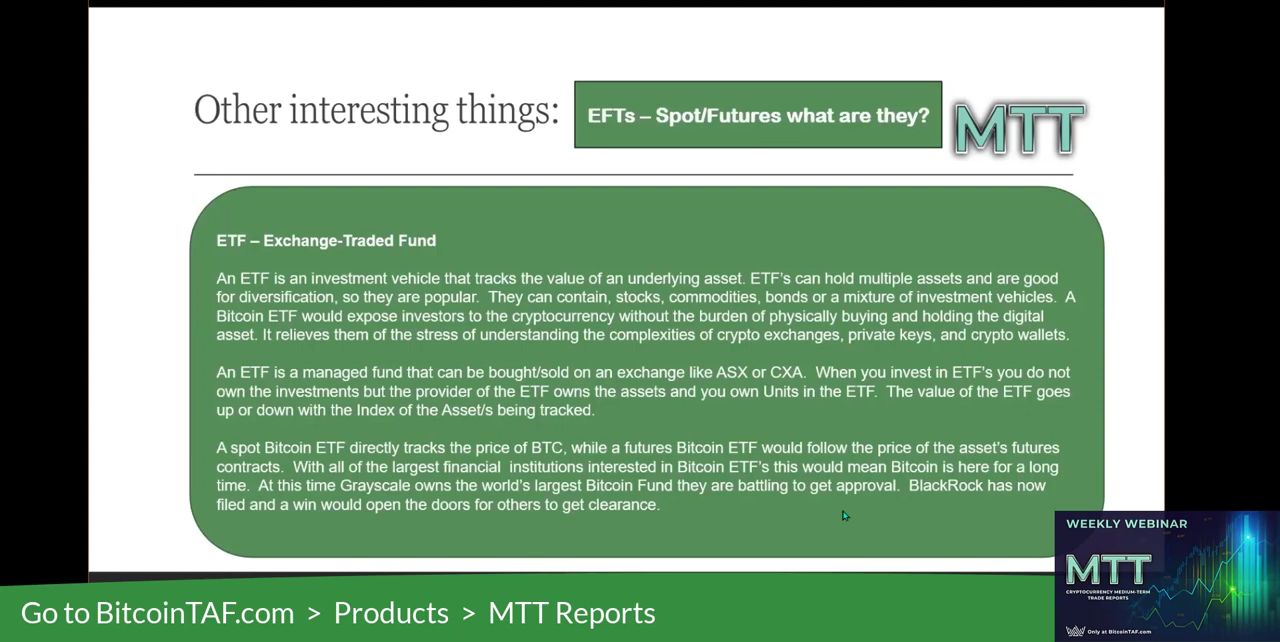 Other interesting things:
EFTs – Spot/Futures what are they?
MTT
ETF – Exchange-Traded Fund
An ETF is an investment vehicle that tracks the value of an underlying asset. ETF's can hold multiple assets and are good
for diversification, so they are popular. They can contain, stocks, commodities, bonds or a mixture of investment vehicles. A
Bitcoin ETF would expose investors to the cryptocurrency without the burden of physically buying and holding the digital
asset. It relieves them of the stress of understanding the complexities of crypto exchanges, private keys, and crypto wallets.
An ETF is a managed fund that can be bought/sold on an exchange like ASX or CXA. When you invest in ETF's you do not
own the investments but the provider of the ETF owns the assets and you own Units in the ETF. The value of the ETF goes
up or down with the Index of the Asset/s being tracked.
A spot Bitcoin ETF directly tracks the price of BTC, while a futures Bitcoin ETF would follow the price of the asset's futures
contracts. With all of the largest financial institutions interested in Bitcoin ETF's this would mean Bitcoin is here for a long
time. At this time Grayscale owns the world's largest Bitcoin Fund they are battling to get approval. BlackRock has now
filed and a win would open the doors for others to get clearance.
WEEKLY WEBINAR
MTT
CRYPTOCURRENCY MEDIUM-TERM
TRADE REPORTS
Only at BitcoinTAF.com
Go to BitcoinTAF.com > Products > MTT Reports